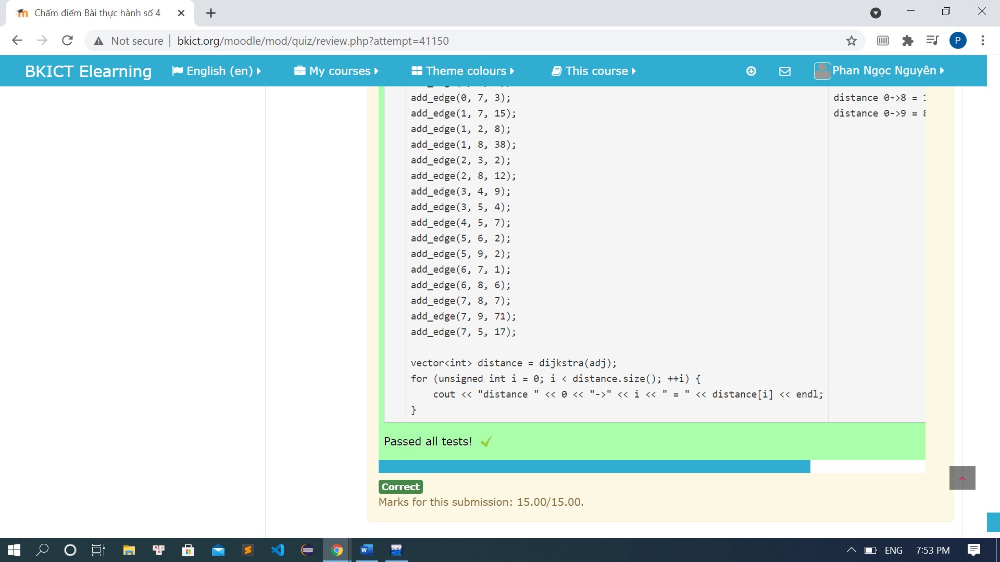 Chấm điểm Bài thực hành số 4
Not secure
bkict.org/moodle/mod/quiz/review.php?attempt=41150
P
BKICT Elearning
English (en)
My courses
Theme colours
This course
Phan Ngọc Nguyên
add_edge(0, 7, 3);
add_edge(1, 7, 15);
add_edge(1, 2, 8);
add_edge(1, 8, 38);
add_edge(2, 3, 2);
add_edge(2, 8, 12);
add_edge(3, 4, 9);
add_edge(3, 5, 4);
add_edge(4, 5, 7);
add_edge(5, 6, 2);
add_edge(5, 9, 2);
add_edge(6, 7, 1);
add_edge(6, 8, 6);
add_edge(7, 8, 7);
add_edge(7, 9, 71);
add_edge(7, 5, 17);
vector<int> distance = dijkstra(adj);
for (unsigned int i = 0; i < distance.size(); ++i) {
cout << "distance " << 0 << "->" << i << " = " << distance[i] << endl;
}
distance 0->8 = 1
distance 0->9 = 8
Passed all tests!
Correct
Marks for this submission: 15.00/15.00.
ENG
7:53 PM